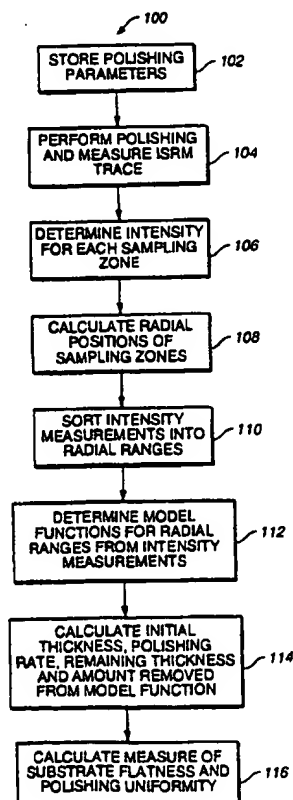 100
STORE POLISHING
PARAMETERS
102
PERFORM POLISHING
AND MEASURE ISRM
TRACE
104
DETERMINE INTENSITY
FOR EACH SAMPLING
ZONE
106
CALCULATE RADIAL
POSITIONS OF
SAMPLING ZONES
108
SORT INTENSITY
MEASUREMENTS INTO
RADIAL RANGES
110
DETERMINE MODEL
FUNCTIONS FOR RADIAL
RANGES FROM INTENSITY
MEASUREMENTS
112
CALCULATE INITIAL
THICKNESS, POLISHING
RATE, REMAINING THICKNESS
AND AMOUNT REMOVED
FROM MODEL FUNCTION
114
CALCULATE MEASURE OF
SUBSTRATE FLATNESS AND
POLISHING UNIFORMITY
116